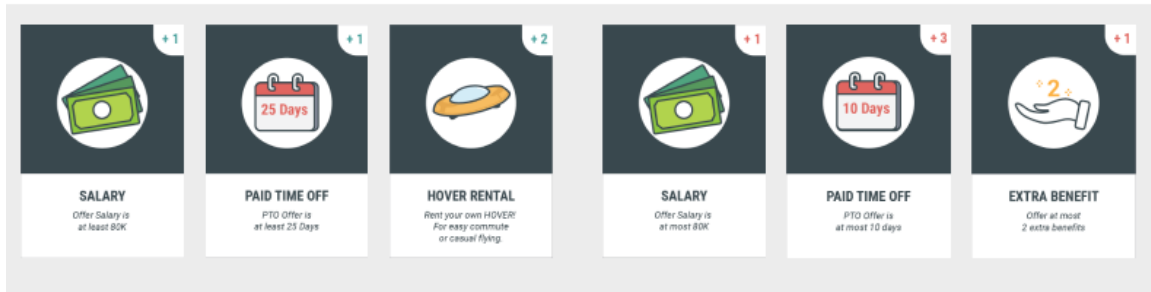 +1
25 Days
+1
+2
+1
10 Days
+3
2
+1
SALARY
Offer Salary is
at least 80K
PAID TIME OFF
PTO Offer is
at least 25 Days
HOVER RENTAL
Rent your own HOVER!
For easy commute
or casual flying.
SALARY
Offer Salary is
at most 80K
PAID TIME OFF
PTO Offer is
at most 10 days
EXTRA BENEFIT
Offer at most
2 extra benefits